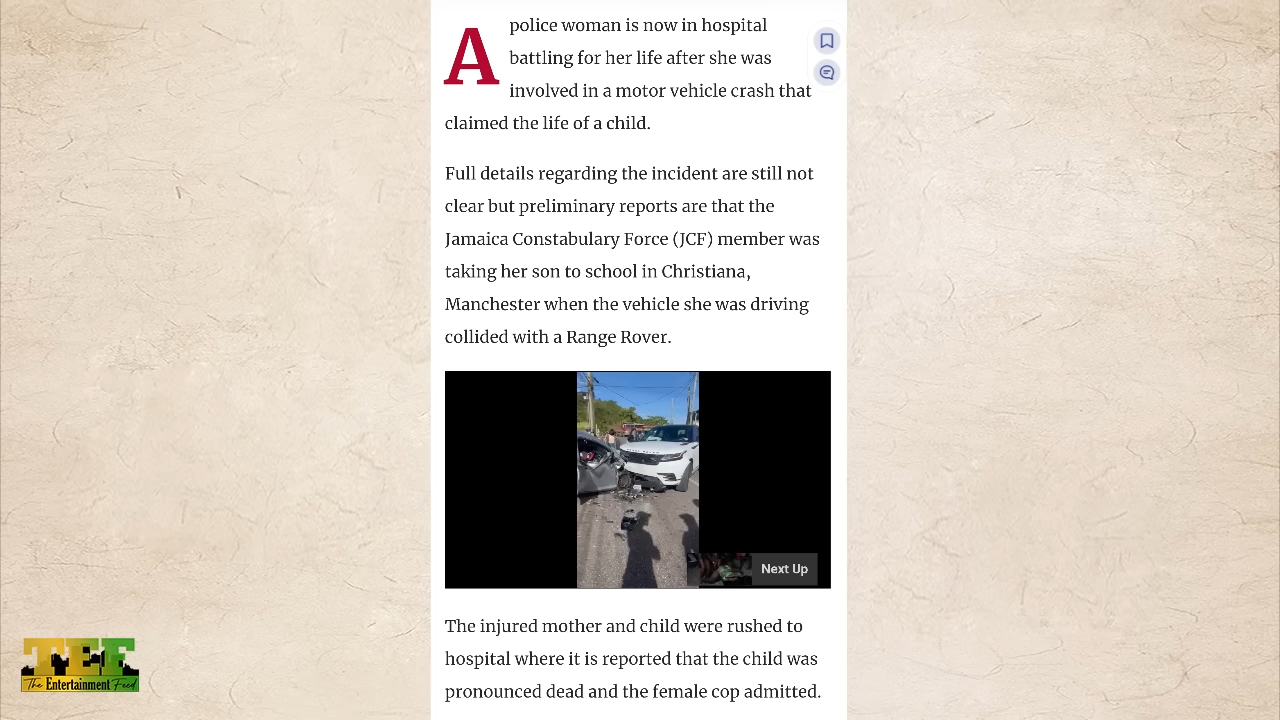 A police woman is now in hospital
battling for her life after she was
involved in a motor vehicle crash that
claimed the life of a child.
Full details regarding the incident are still not
clear but preliminary reports are that the
Jamaica Constabulary Force (JCF) member was
taking her son to school in Christiana,
Manchester when the vehicle she was driving
collided with a Range Rover.
Next Up
The injured mother and child were rushed to
hospital where it is reported that the child was
pronounced dead and the female cop admitted.
TEF
The Entertainment Feed